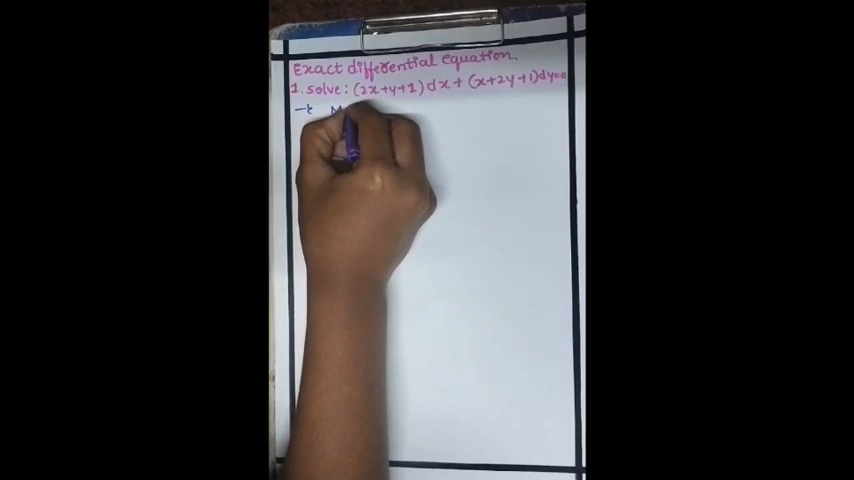 Exact differential equation.
1. solve : (2x+y+1) dx + (x+2y+1)dy=0
→ M